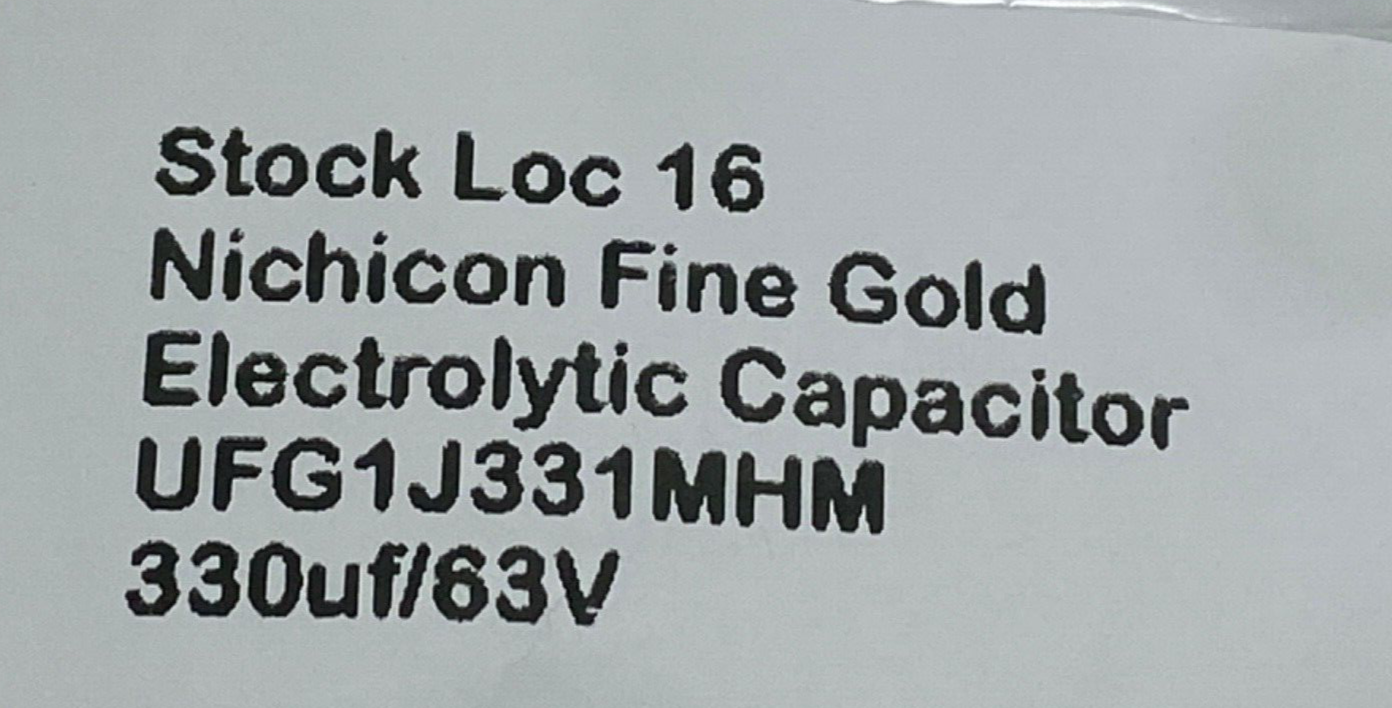 Stock Loc 16
Nichicon Fine Gold
Electrolytic Capacitor
UFG1J331MHM
330uf/63V